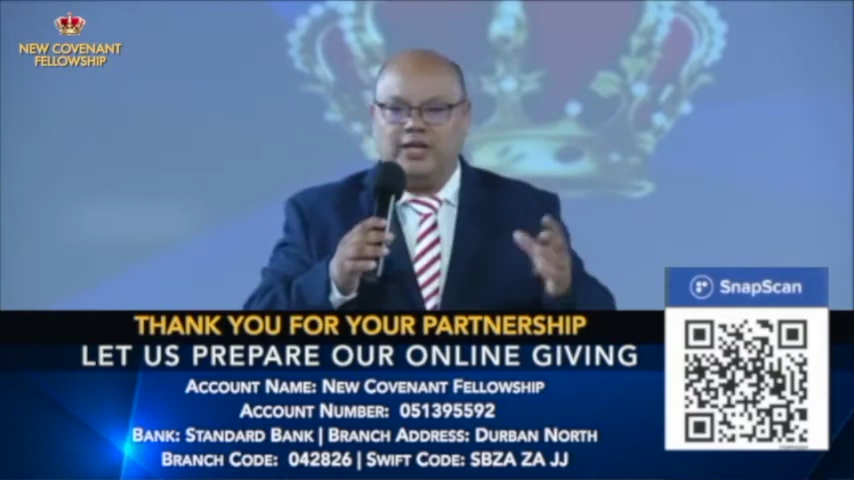 NEW COVENANT
FELLOWSHIP
SnapScan
THANK YOU FOR YOUR PARTNERSHIP
LET US PREPARE OUR ONLINE GIVING
ACCOUNT NAME: NEW COVENANT FELLOWSHIP
ACCOUNT NUMBER: 051395592
BANK: STANDARD BANK | BRANCH ADDRESS: DURBAN NORTH
BRANCH CODE: 042826 | SWIFT CODE: SBZA ZA JJ